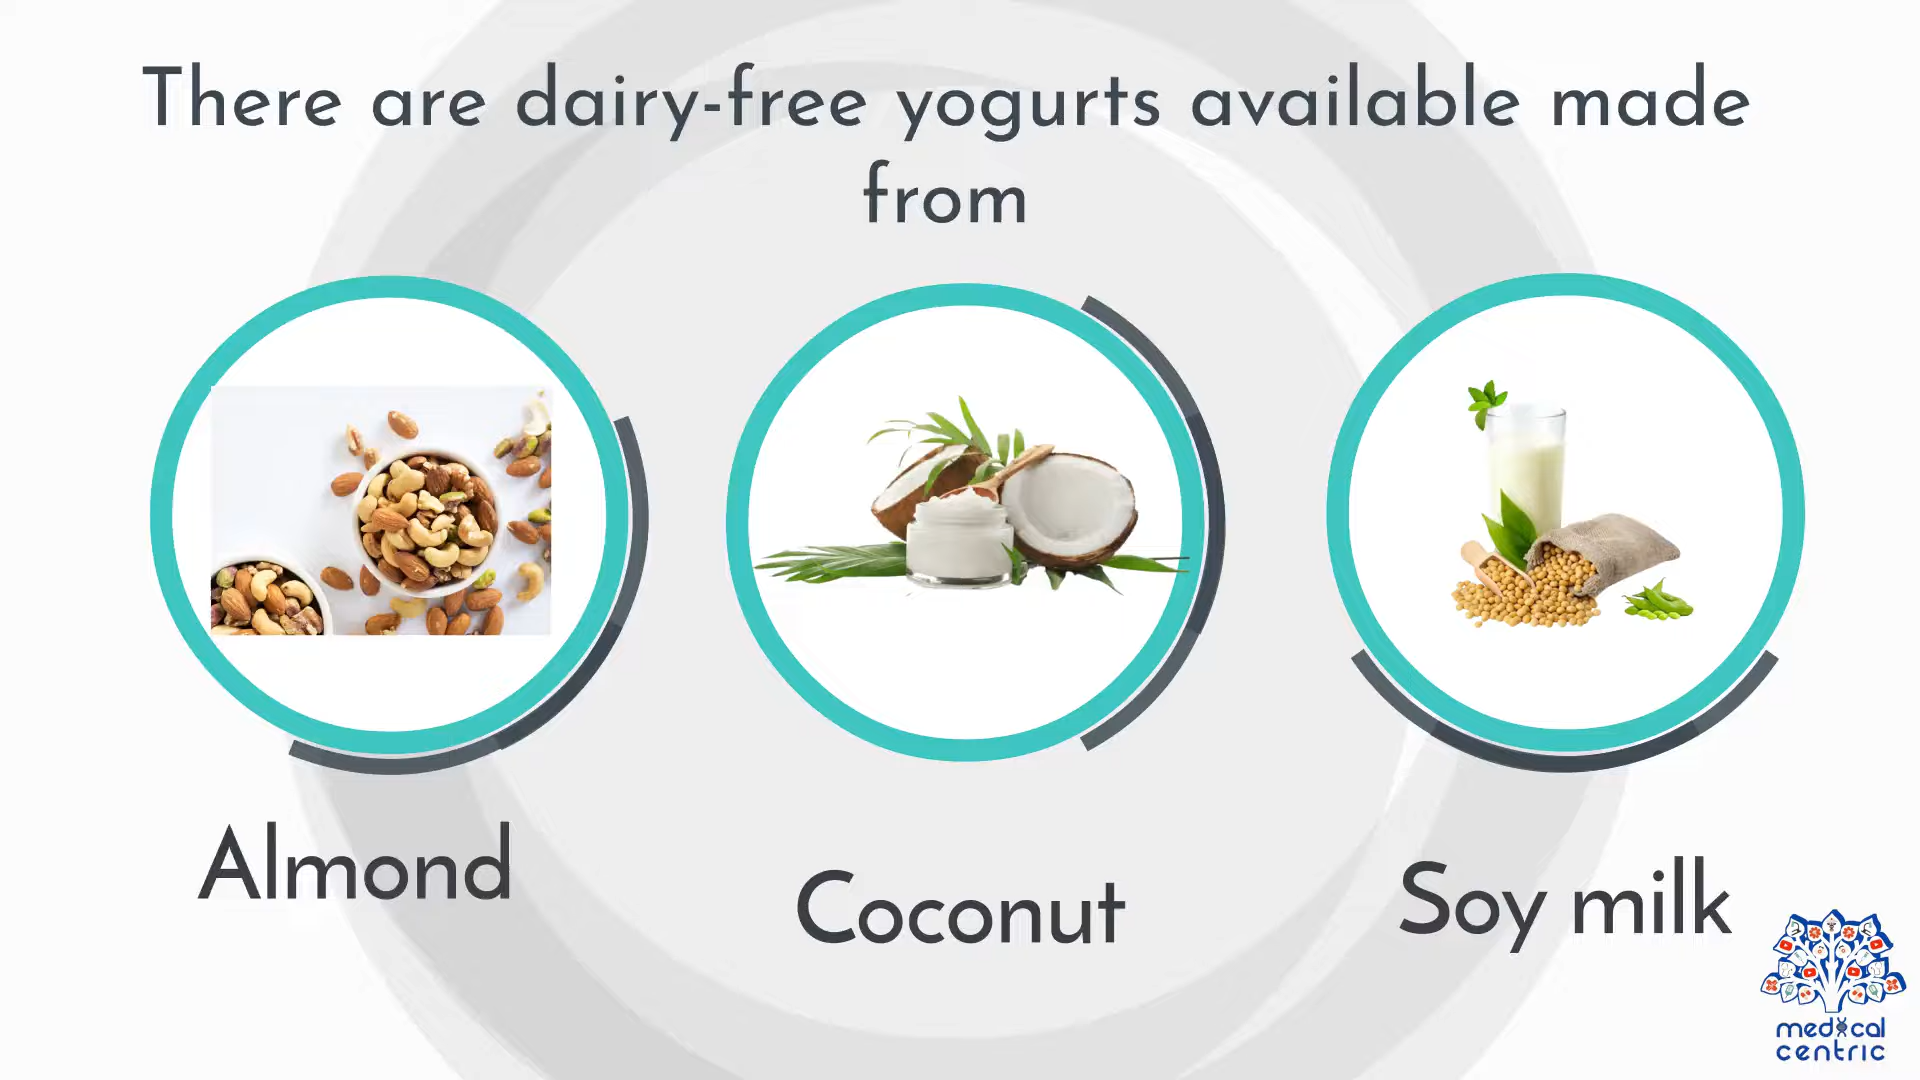 There are dairy-free yogurts available made
from
Almond
Coconut
Soy milk
medical
centric